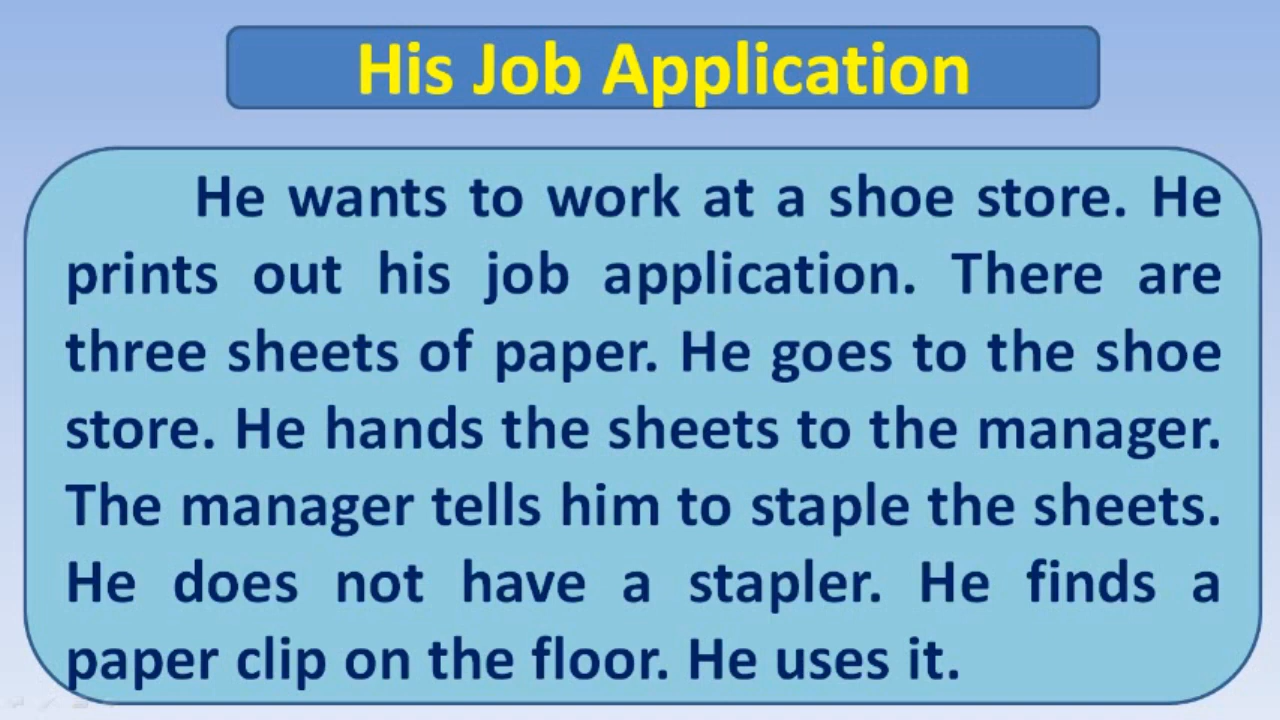 His Job Application
He wants to work at a shoe store. He
prints out his job application. There are
three sheets of paper. He goes to the shoe
store. He hands the sheets to the manager.
The manager tells him to staple the sheets.
He does not have a stapler. He finds a
paper clip on the floor. He uses it.